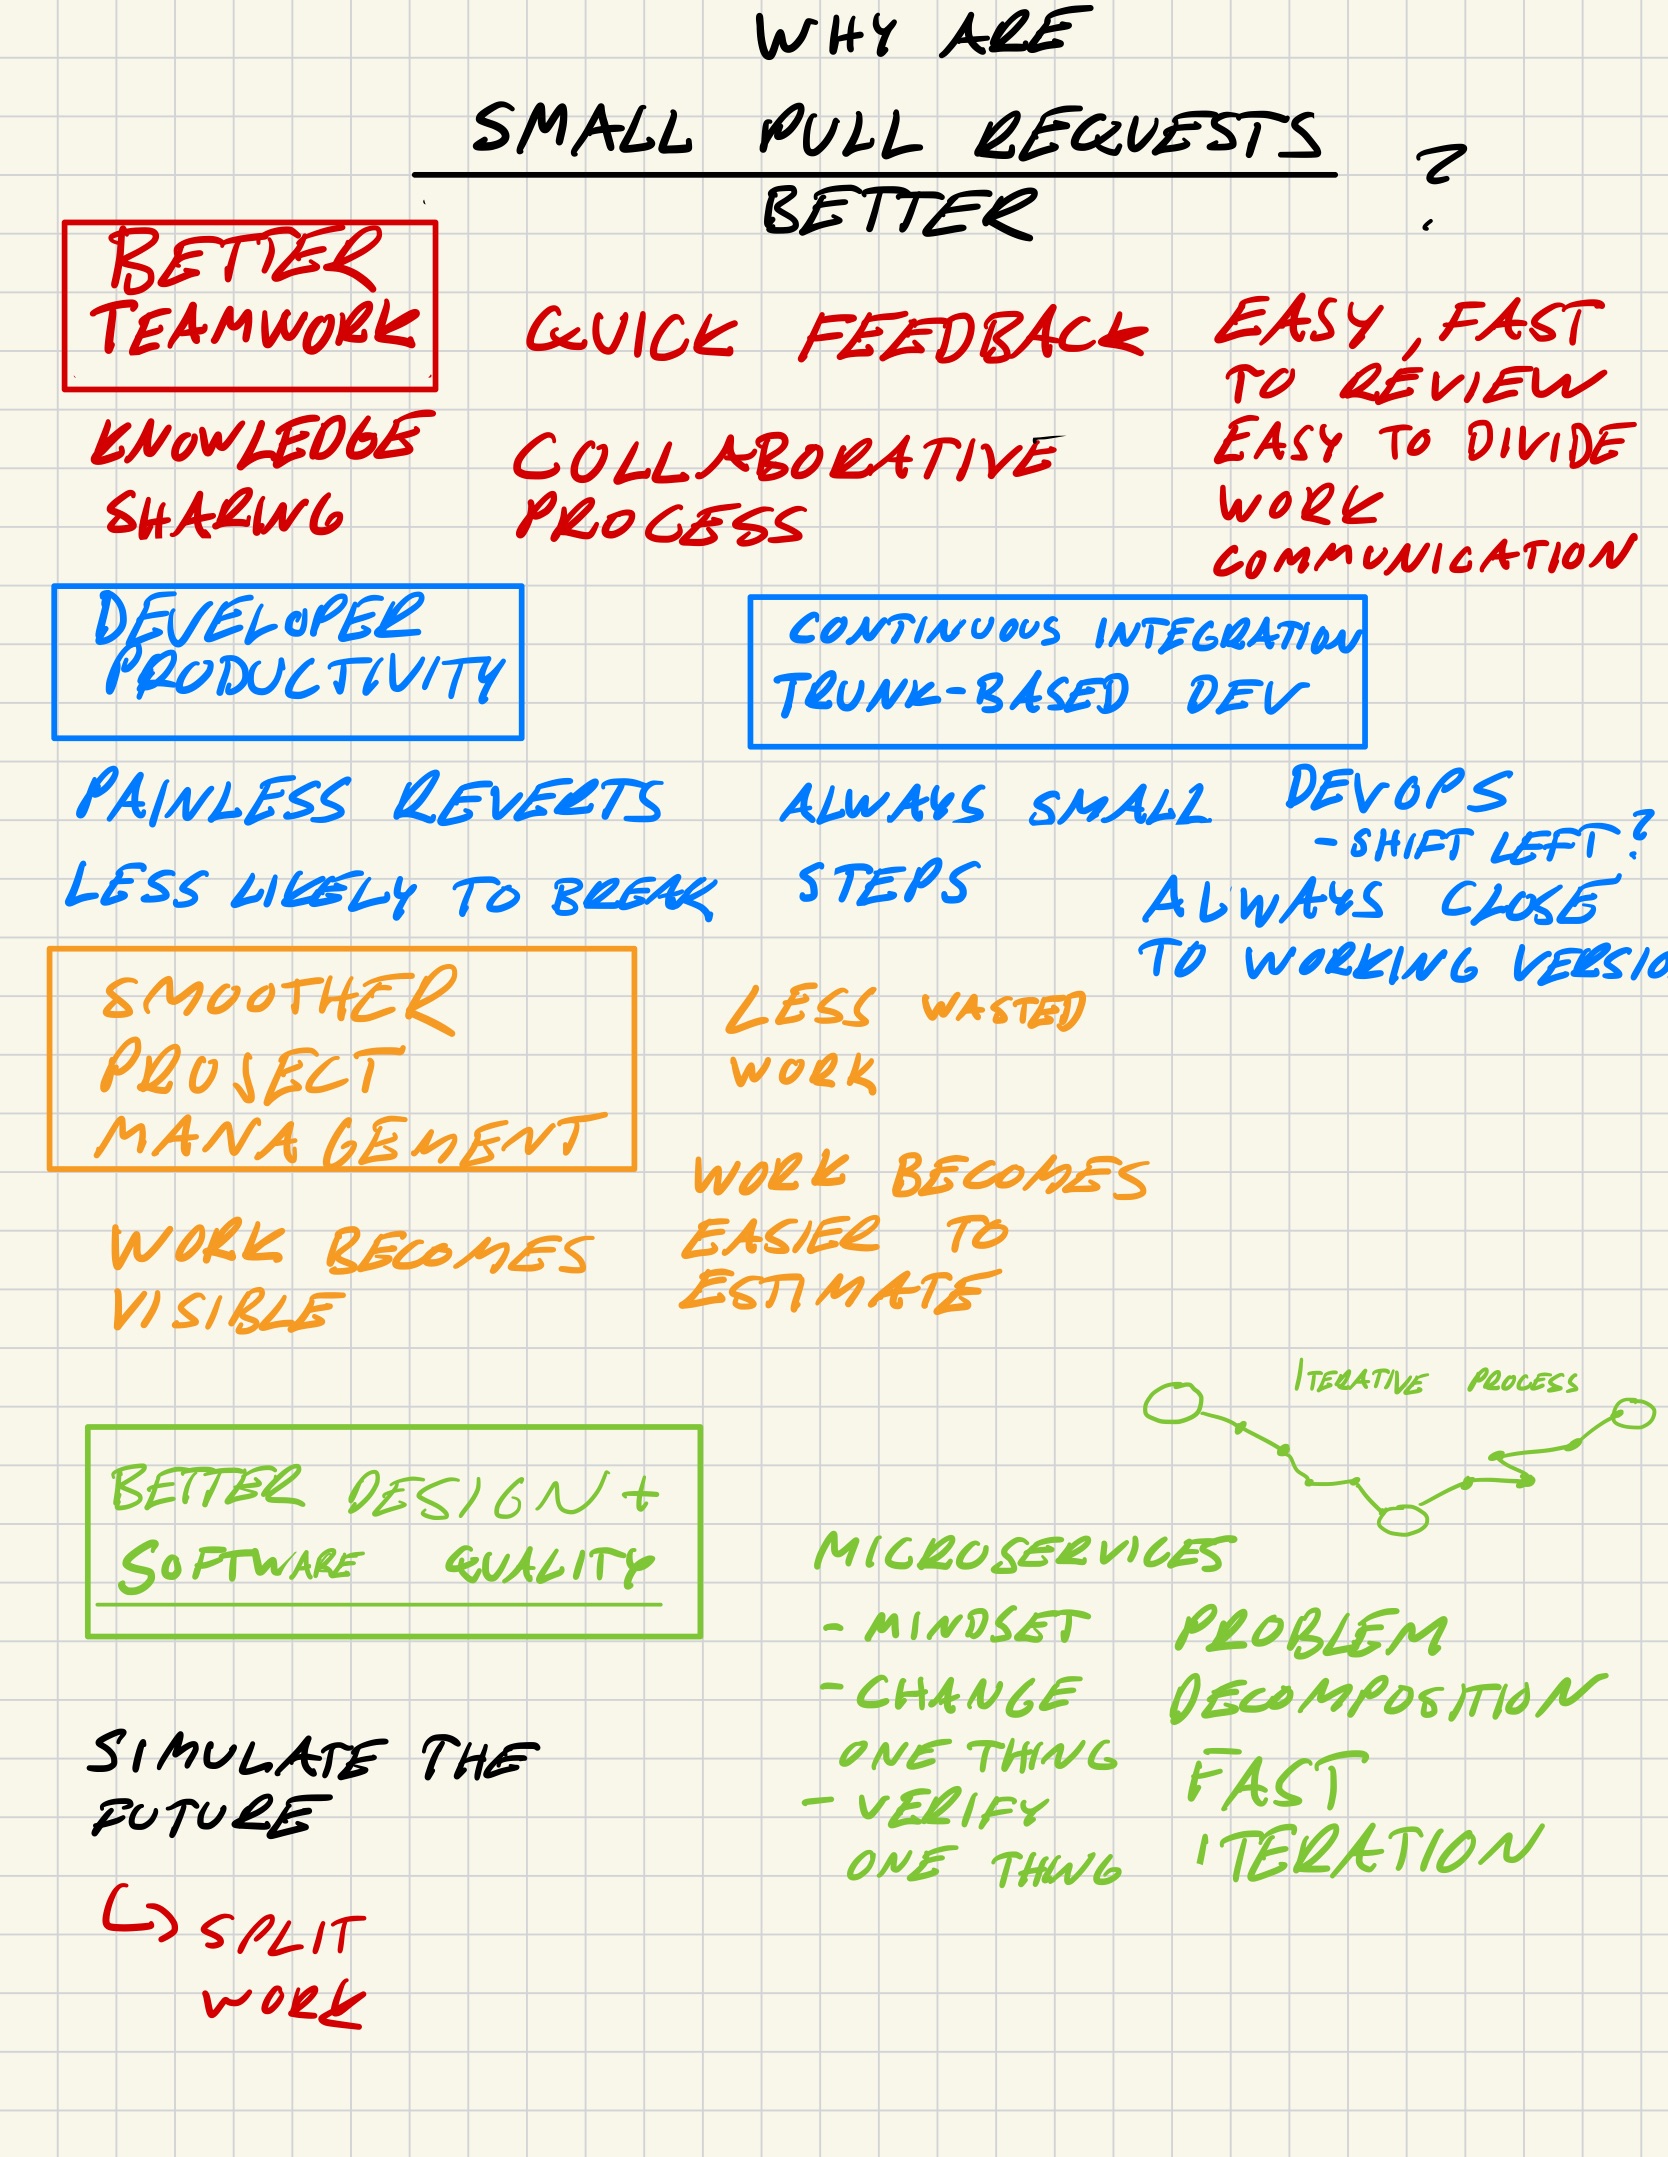 WHY ARE
SMALL PULL REQUESTS
BETTER ?
BETTER
TEAMWORK
KNOWLEDGE
SHARING
QUICK FEEDBACK
COLLABORATIVE
PROCESS
EASY, FAST
TO REVIEW
EASY TO DIVIDE
WORK
COMMUNICATION
DEVELOPER
PRODUCTIVITY
PAINLESS REVERTS
LESS LIKELY TO BREAK
CONTINUOUS INTEGRATION
TRUNK-BASED DEV
ALWAYS SMALL
STEPS
DEVOPS
- SHIFT LEFT?
ALWAYS CLOSE
TO WORKING VERSIO
SMOOTHER
PROJECT
MANAGEMENT
WORK BECOMES
VISIBLE
LESS WASTED
WORK
WORK BECOMES
EASIER TO
ESTIMATE
BETTER DESIGN +
SOFTWARE QUALITY
ITERATIVE PROCESS
MICROSERVICES
- MINDSET
- CHANGE
ONE THING
- VERIFY
ONE THING
PROBLEM
DECOMPOSITION
FAST
ITERATION
SIMULATE THE
FUTURE
SPLIT
WORK